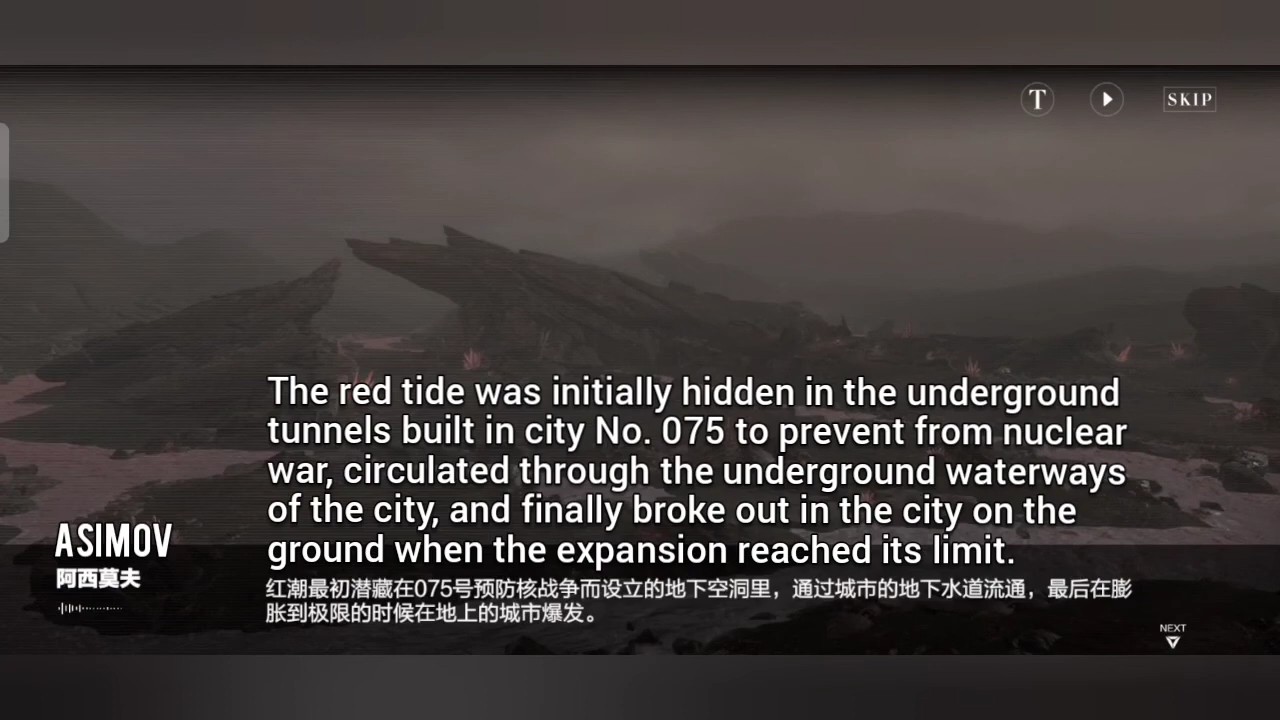 T
SKIP
The red tide was initially hidden in the underground
tunnels built in city No. 075 to prevent from nuclear
war, circulated through the underground waterways
of the city, and finally broke out in the city on the
ground when the expansion reached its limit.
ASIMOV
阿西莫夫
红潮最初潜藏在075号预防核战争而设立的地下空洞里，通过城市的地下水道流通，最后在膨
胀到极限的时候在地上的城市爆发。
NEXT